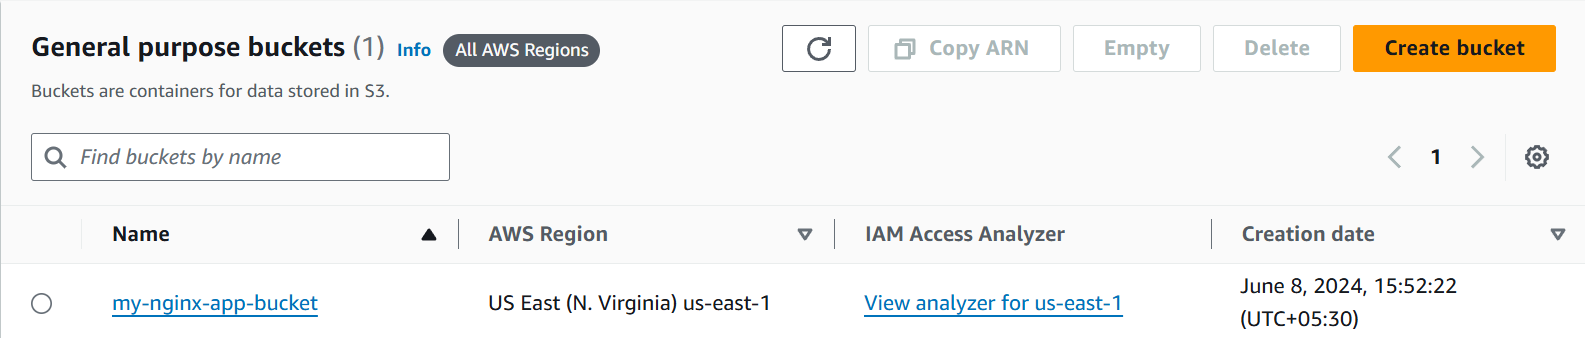 General purpose buckets (1) Info All AWS Regions
Copy ARN Empty Delete Create bucket
Buckets are containers for data stored in S3.
Find buckets by name
1
Name AWS Region IAM Access Analyzer Creation date
my-nginx-app-bucket US East (N. Virginia) us-east-1 View analyzer for us-east-1 June 8, 2024, 15:52:22
(UTC+05:30)